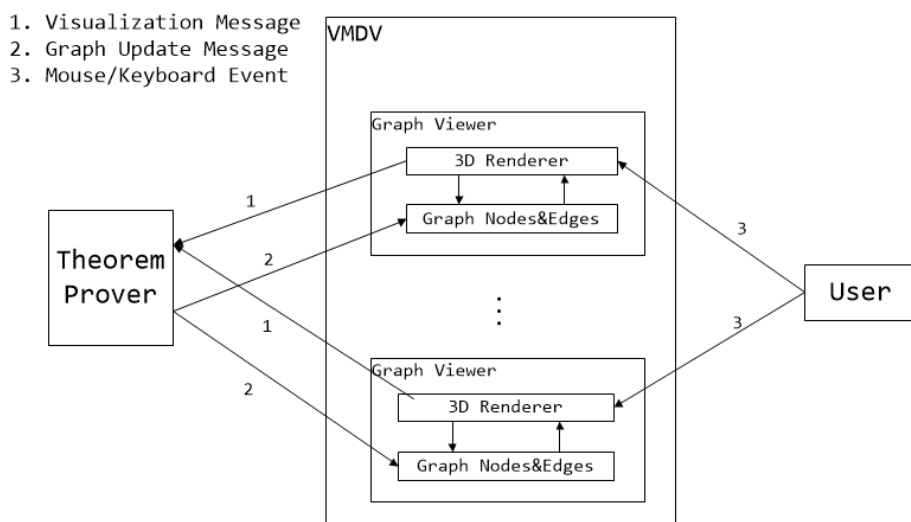 1. Visualization Message
2. Graph Update Message
3. Mouse/Keyboard Event
VMDV
Graph Viewer
3D Renderer
Graph Nodes&Edges
1
2
3
Theorem
Prover
User
⋮
1
2
3
Graph Viewer
3D Renderer
Graph Nodes&Edges